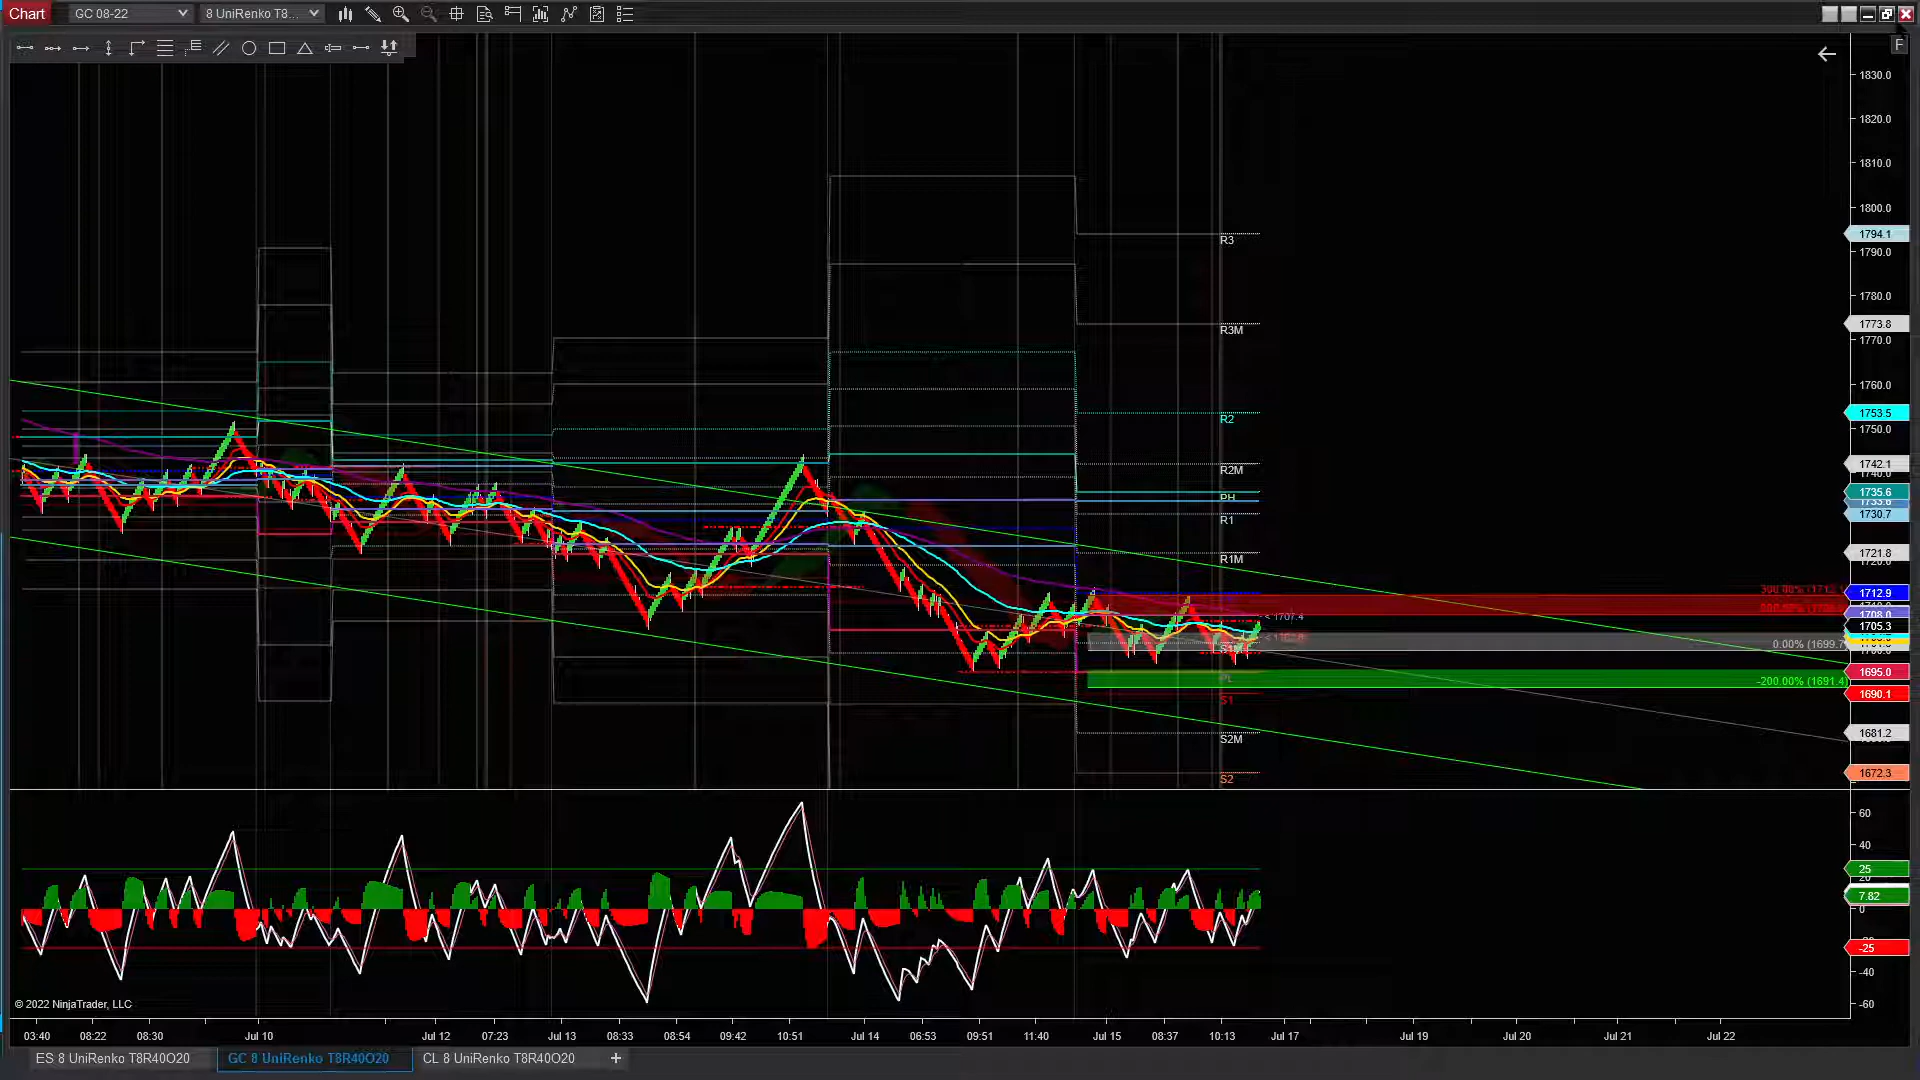 Chart GC 08-22 8 UniRenko T8...
F
1830.0
1820.0
1810.0
1800.0
1794.1
1790.0
1780.0
1773.8
1770.0
1760.0
1753.5
1750.0
1742.1
1735.6
1730.7
1721.8
1712.9
1708.0
1705.3
1695.0
1690.1
1681.2
1672.3
R3
R3M
R2
R2M
PH
R1
R1M
< 1707.4
0.00% (1699.7)
PL
-200.00% (1691.4)
S1
S2M
S2
60
40
25
7.82
0
-25
-40
-60
© 2022 NinjaTrader, LLC
03:40 08:22 08:30 Jul 10 Jul 12 07:23 Jul 13 08:33 08:54 09:42 10:51 Jul 14 06:53 09:51 11:40 Jul 15 08:37 10:13 Jul 17 Jul 19 Jul 20 Jul 21 Jul 22
ES 8 UniRenko T8R40O20 GC 8 UniRenko T8R40O20 CL 8 UniRenko T8R40O20 +